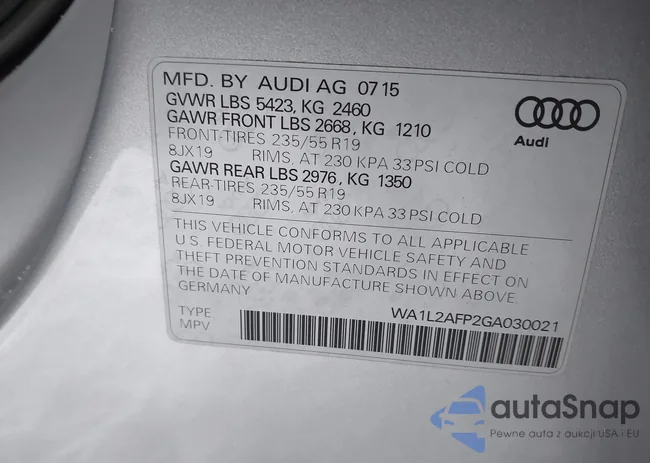 MFD. BY AUDI AG 07 15
GVWR LBS 5423, KG 2460
GAWR FRONT LBS 2668, KG 1210
FRONT-TIRES 235/55 R19
8JX19 RIMS, AT 230 KPA 33 PSI COLD
GAWR REAR LBS 2976, KG 1350
REAR-TIRES 235/55 R19
8JX19 RIMS, AT 230 KPA 33 PSI COLD
Audi
THIS VEHICLE CONFORMS TO ALL APPLICABLE
U.S. FEDERAL MOTOR VEHICLE SAFETY AND
THEFT PREVENTION STANDARDS IN EFFECT ON
THE DATE OF MANUFACTURE SHOWN ABOVE.
GERMANY
WA1L2AFP2GA030021
TYPE
MPV
autaSnap
Pewne auta z aukcji USA i EU